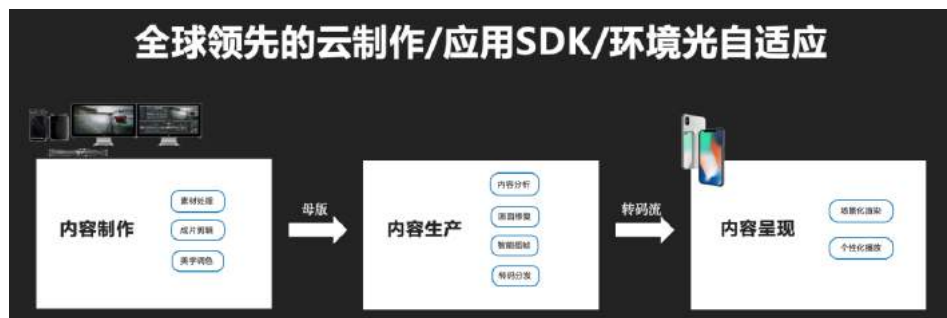 全球领先的云制作/应用SDK/环境光自适应
内容制作
素材处理
成片剪辑
美学调色
母版
内容生产
内容分析
画面修复
智能插帧
转码分发
转码流
内容呈现
场景化渲染
个性化播放